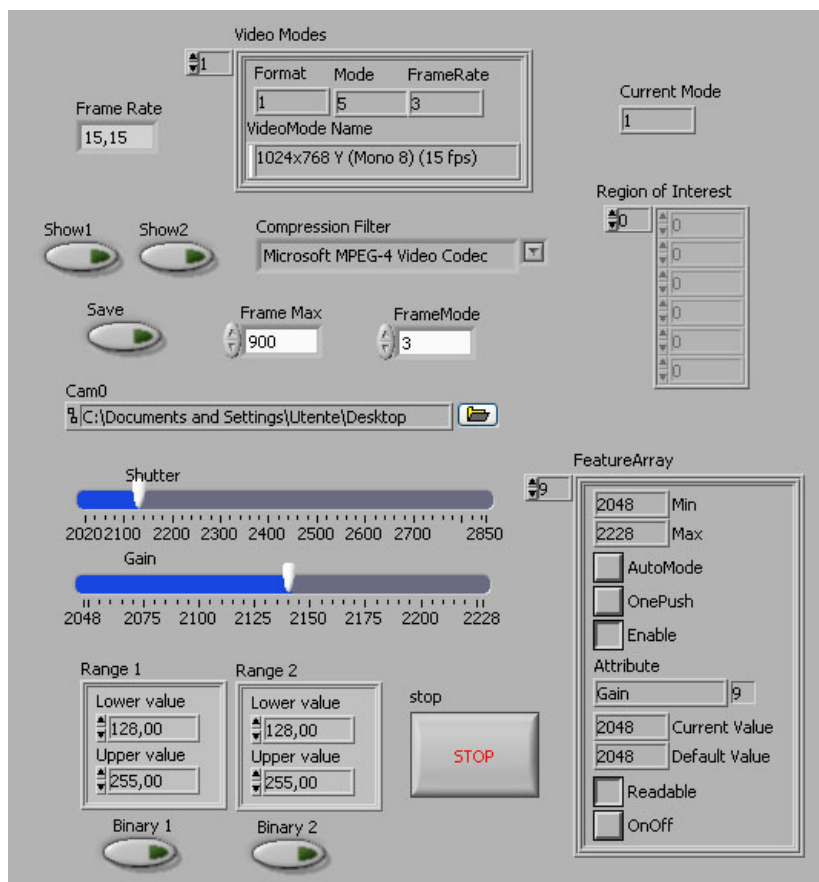 Video Modes
1
Format Mode FrameRate
1 5 3
VideoMode Name
1024x768 Y (Mono 8) (15 fps)
Frame Rate
15,15
Current Mode
1
Region of Interest
0
0
0
0
0
0
0
Show1 Show2
Compression Filter
Microsoft MPEG-4 Video Codec
Save
Frame Max
900
FrameMode
3
Cam0
C:\Documents and Settings\Utente\Desktop
Shutter
2020 2100 2200 2300 2400 2500 2600 2700 2850
Gain
2048 2075 2100 2125 2150 2175 2200 2228
FeatureArray
9
2048 Min
2228 Max
AutoMode
OnePush
Enable
Attribute
Gain 9
2048 Current Value
2048 Default Value
Readable
OnOff
Range 1
Lower value
128,00
Upper value
255,00
Binary 1
Range 2
Lower value
128,00
Upper value
255,00
Binary 2
stop
STOP